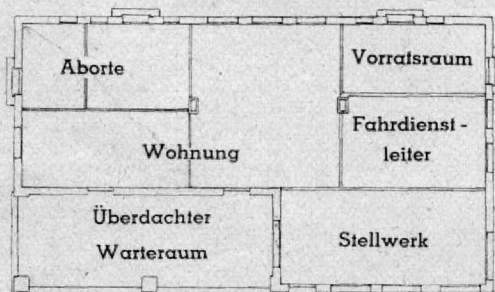 Aborte
Vorratsraum
Fahrdienst-
leiter
Wohnung
Überdachter
Warteraum
Stellwerk